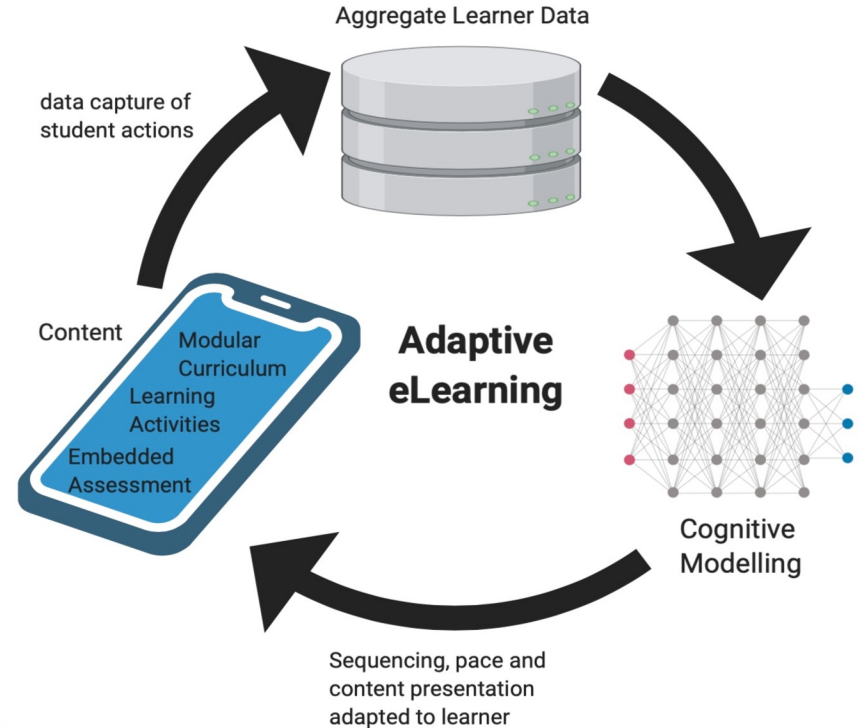 Aggregate Learner Data
data capture of
student actions
Content
Modular
Curriculum
Learning
Activities
Embedded
Assessment
Adaptive
eLearning
Cognitive
Modelling
Sequencing, pace and
content presentation
adapted to learner